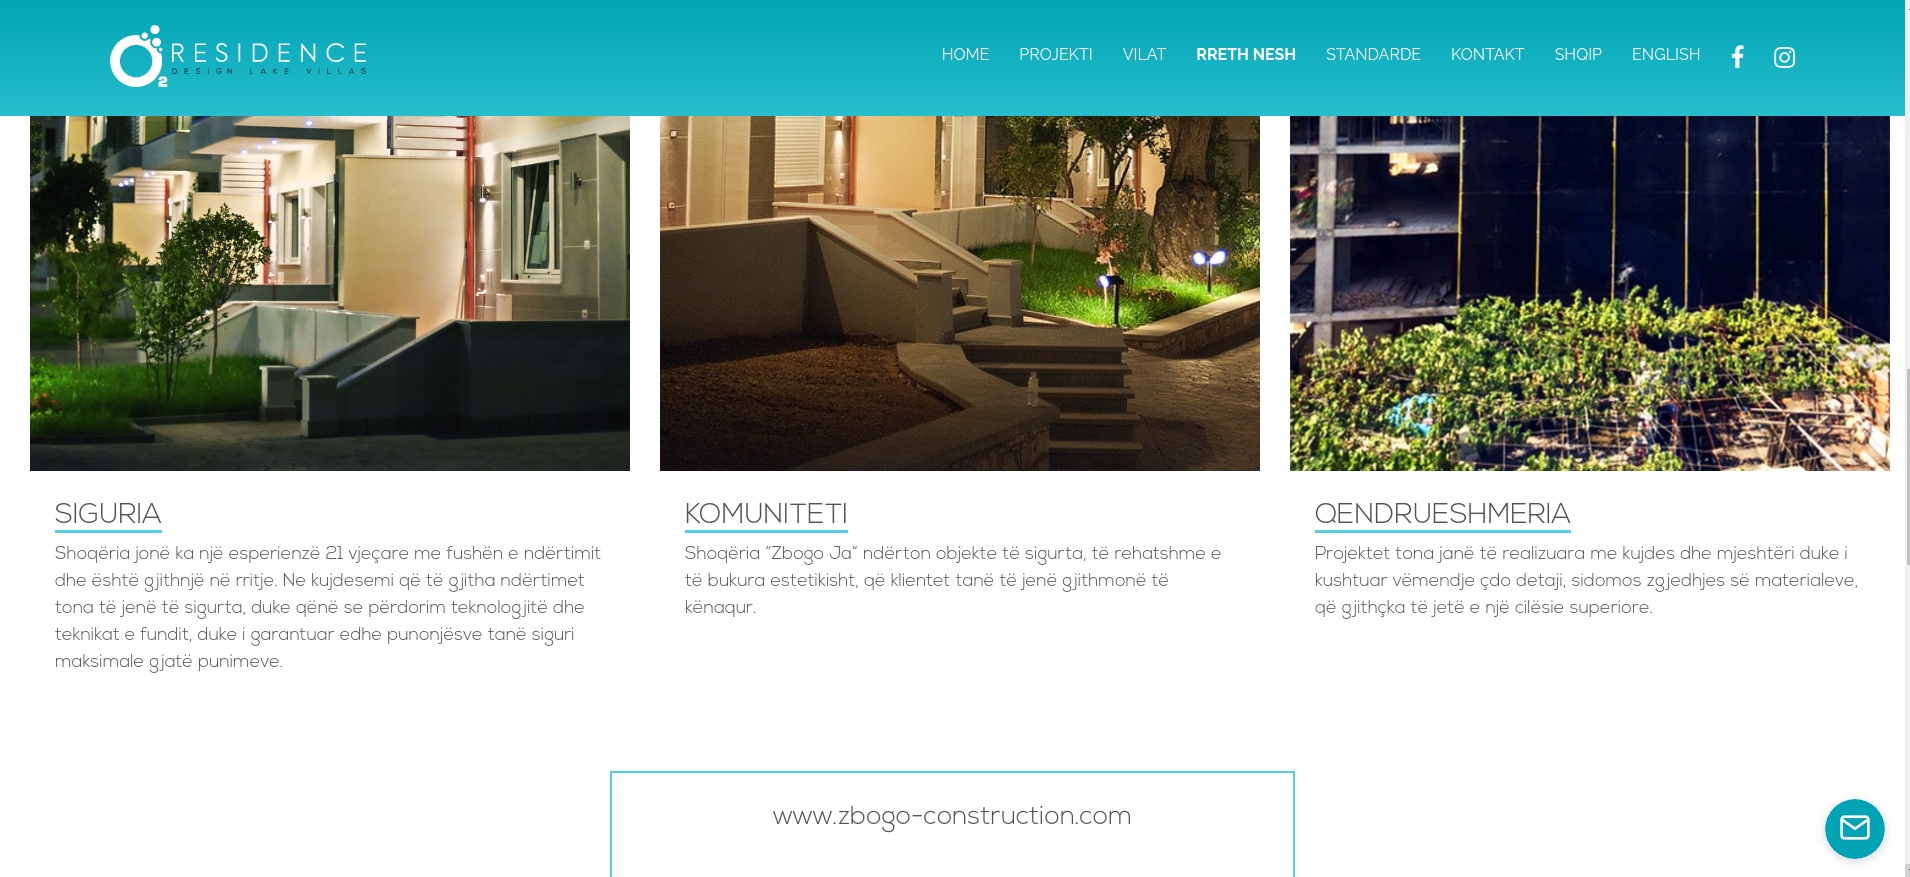 RESIDENCE
DESIGN LAKE VILLAS
2
HOME PROJEKTI VILAT RRETH NESH STANDARDE KONTAKT SHQIP ENGLISH
SIGURIA
Shoqëria jonë ka një esperienzë 21 vjeçare me fushën e ndërtimit
dhe është gjithnjë në rritje. Ne kujdesemi që të gjitha ndërtimet
tona të jenë të sigurta, duke qënë se përdorim teknologjitë dhe
teknikat e fundit, duke i garantuar edhe punonjësve tanë siguri
maksimale gjatë punimeve.
KOMUNITETI
Shoqëria “Zbogo Ja” ndërton objekte të sigurta, të rehatshme e
të bukura estetikisht, që klientet tanë të jenë gjithmonë të
kënaqur.
QENDRUESHMERIA
Projektet tona janë të realizuara me kujdes dhe mjeshtëri duke i
kushtuar vëmendje çdo detaji, sidomos zgjedhjes së materialeve,
që gjithçka të jetë e një cilësie superiore.
www.zbogo-construction.com